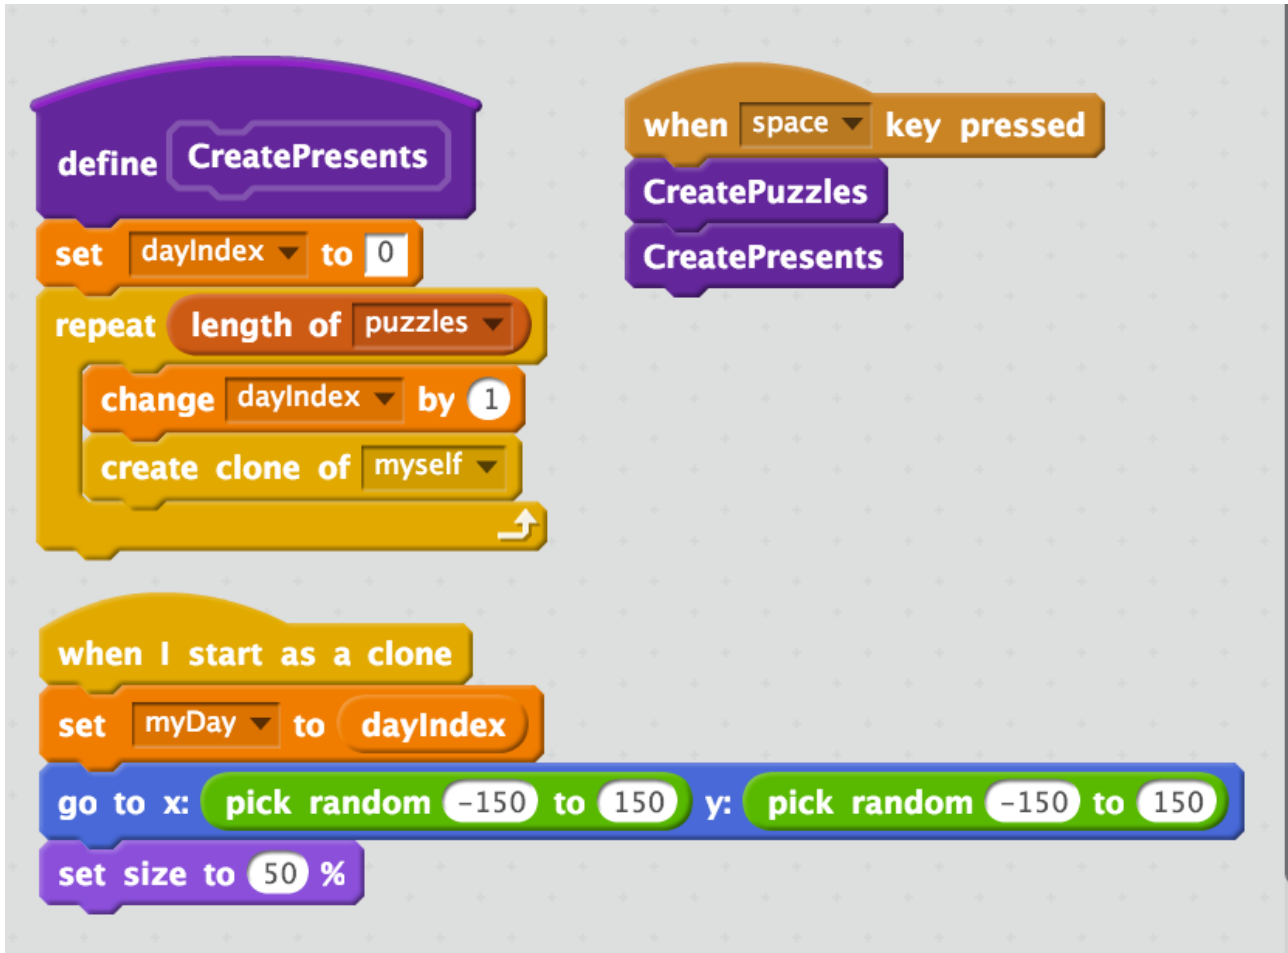 define CreatePresents
set dayIndex to 0
repeat length of puzzles
change dayIndex by 1
create clone of myself
when I start as a clone
set myDay to dayIndex
go to x: pick random -150 to 150 y: pick random -150 to 150
set size to 50 %
when space key pressed
CreatePuzzles
CreatePresents